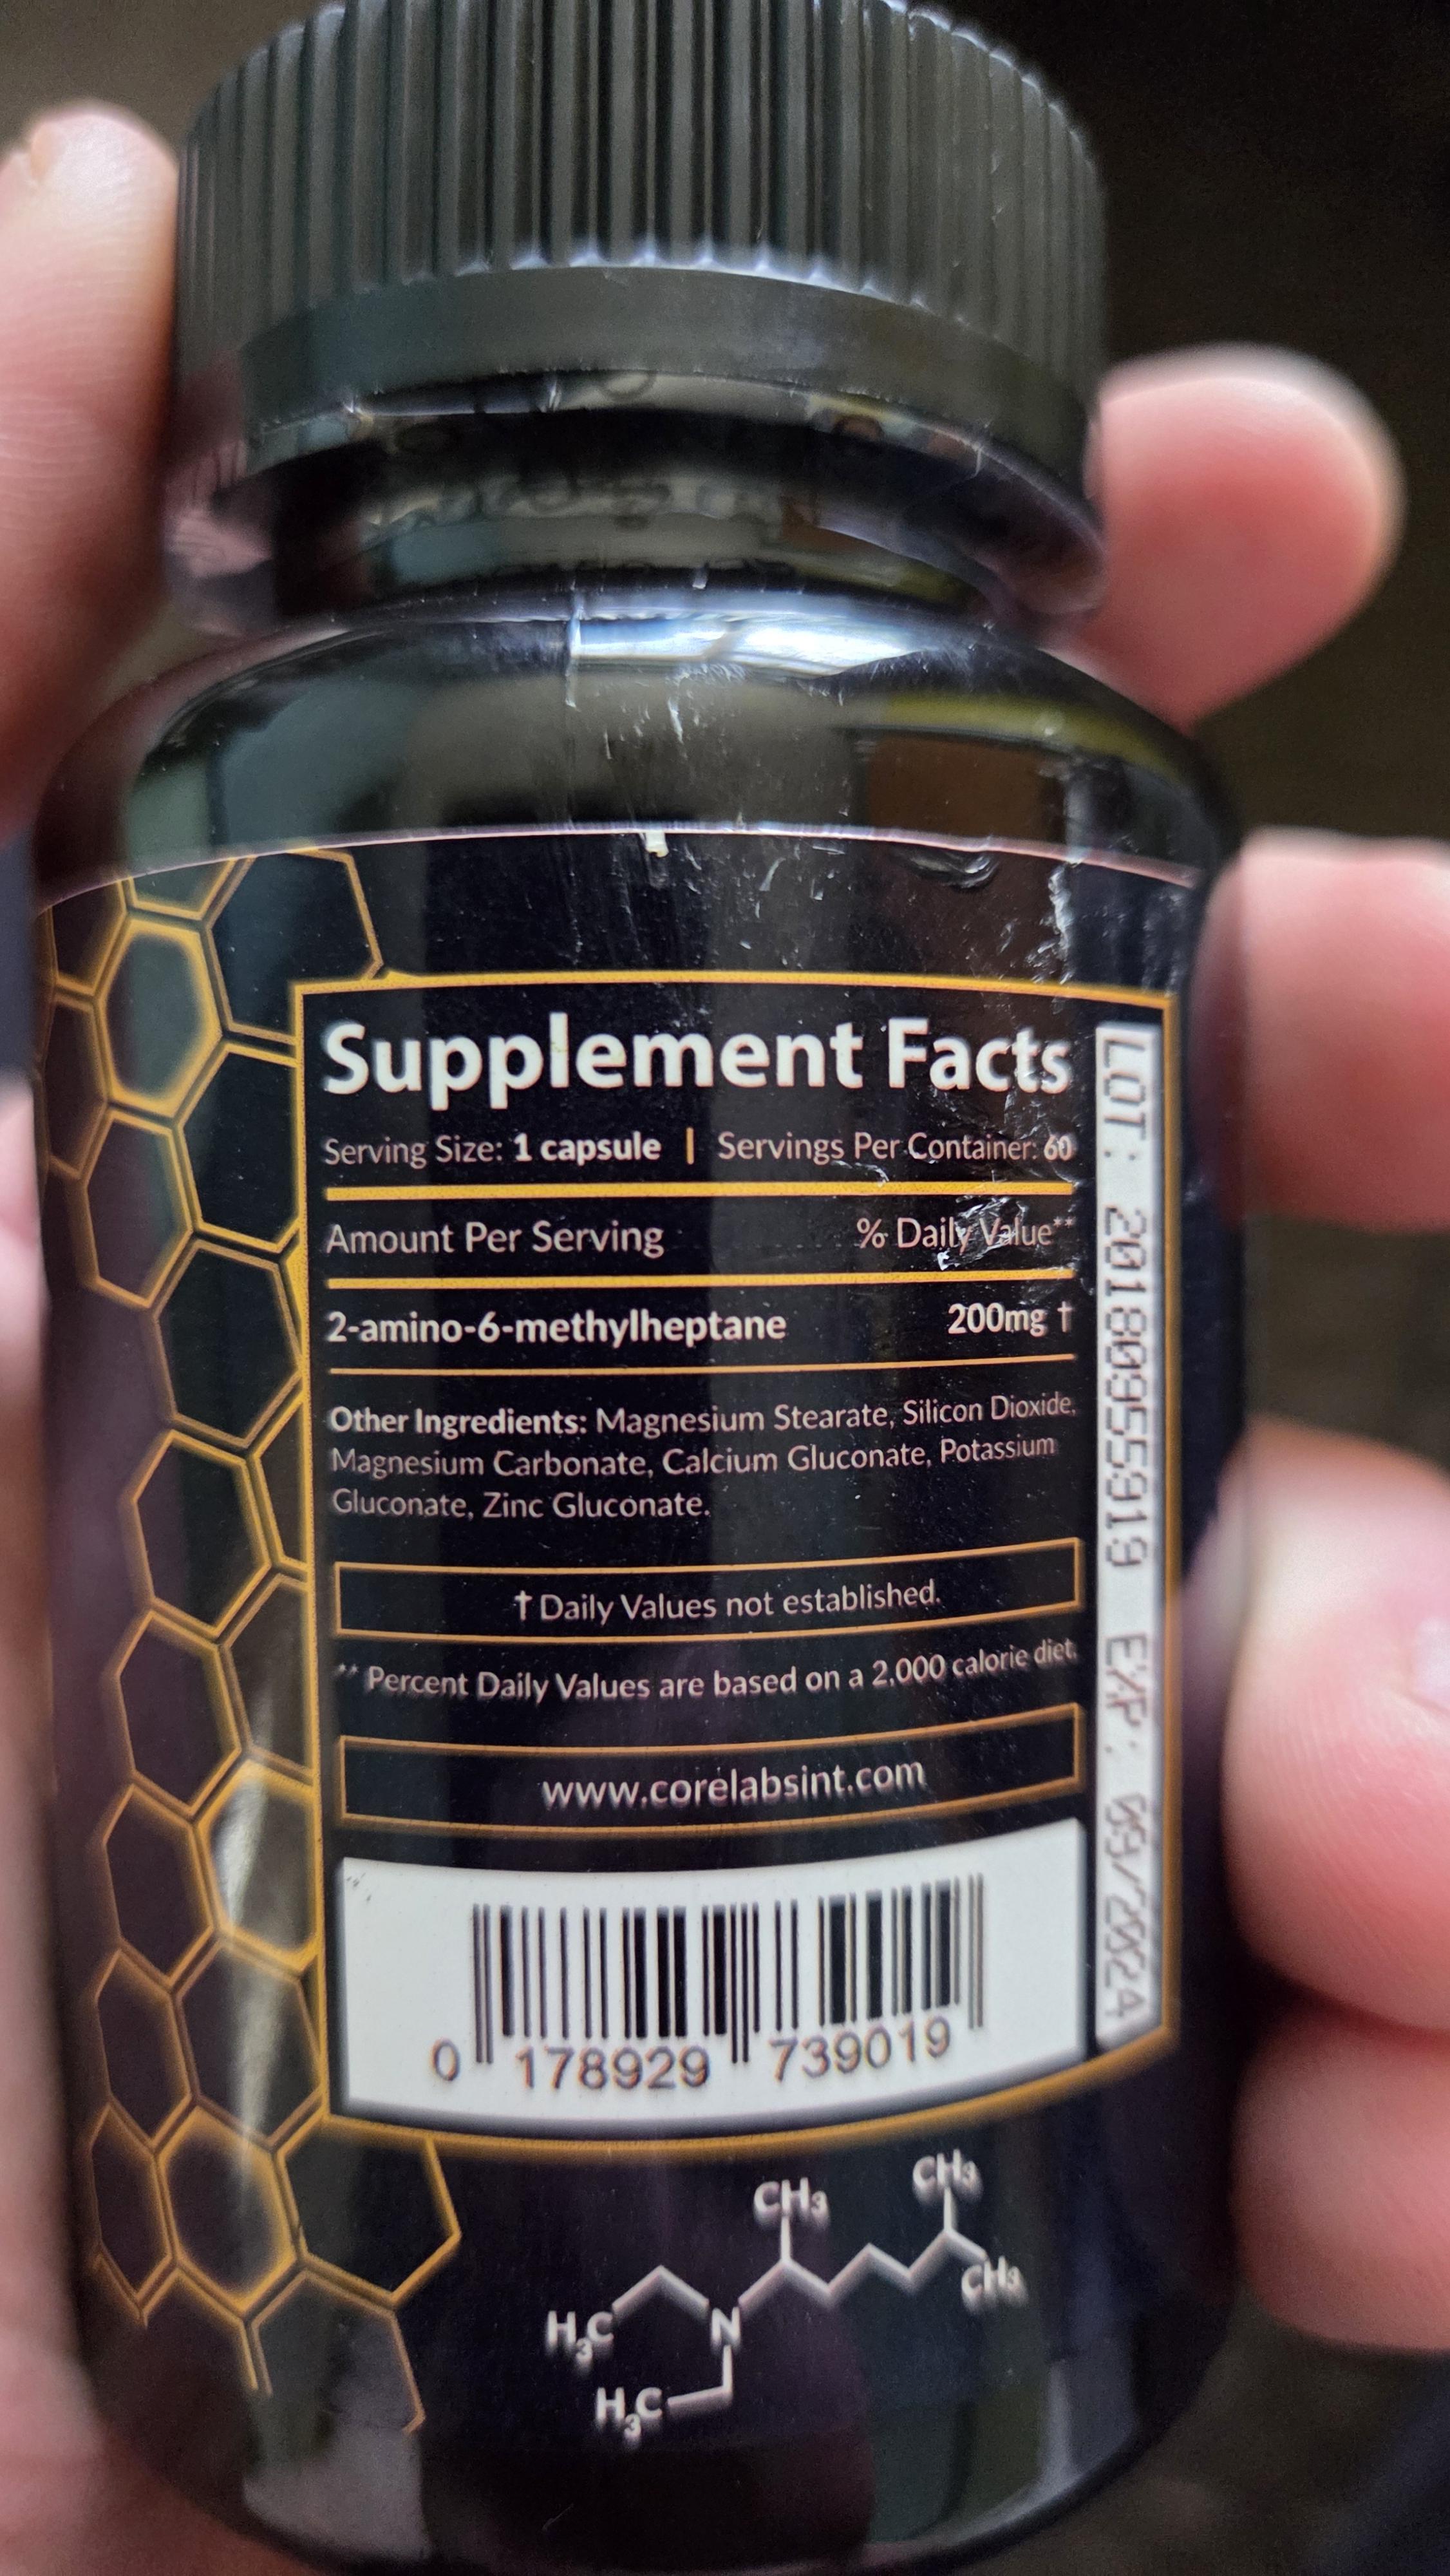 Supplement Facts
Serving Size: 1 capsule | Servings Per Container: 60
Amount Per Serving % Daily Value**
2-amino-6-methylheptane 200mg †
Other Ingredients: Magnesium Stearate, Silicon Dioxide,
Magnesium Carbonate, Calcium Gluconate, Potassium
Gluconate, Zinc Gluconate.
† Daily Values not established.
** Percent Daily Values are based on a 2,000 calorie diet.
www.corelabsint.com
0 178929 739019
LOT: 20180955919 EXP: 09/2024
CH₃ CH₃
CH₃
H₃C N
H₃C